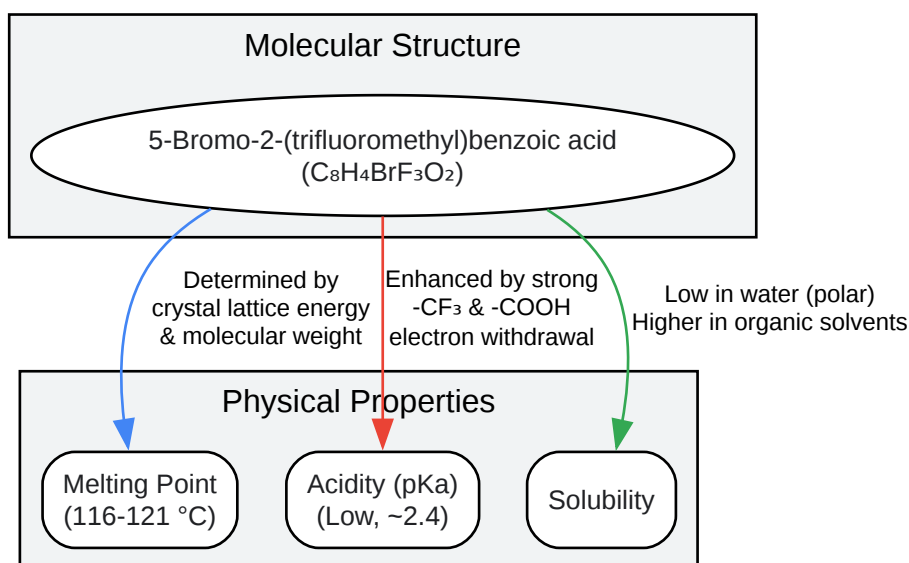 Molecular Structure
5-Bromo-2-(trifluoromethyl)benzoic acid
(C₈H₄BrF₃O₂)
Determined by
crystal lattice energy
& molecular weight
Enhanced by strong
-CF₃ & -COOH
electron withdrawal
Low in water (polar)
Higher in organic solvents
Physical Properties
Melting Point
(116-121 °C)
Acidity (pKa)
(Low, ~2.4)
Solubility